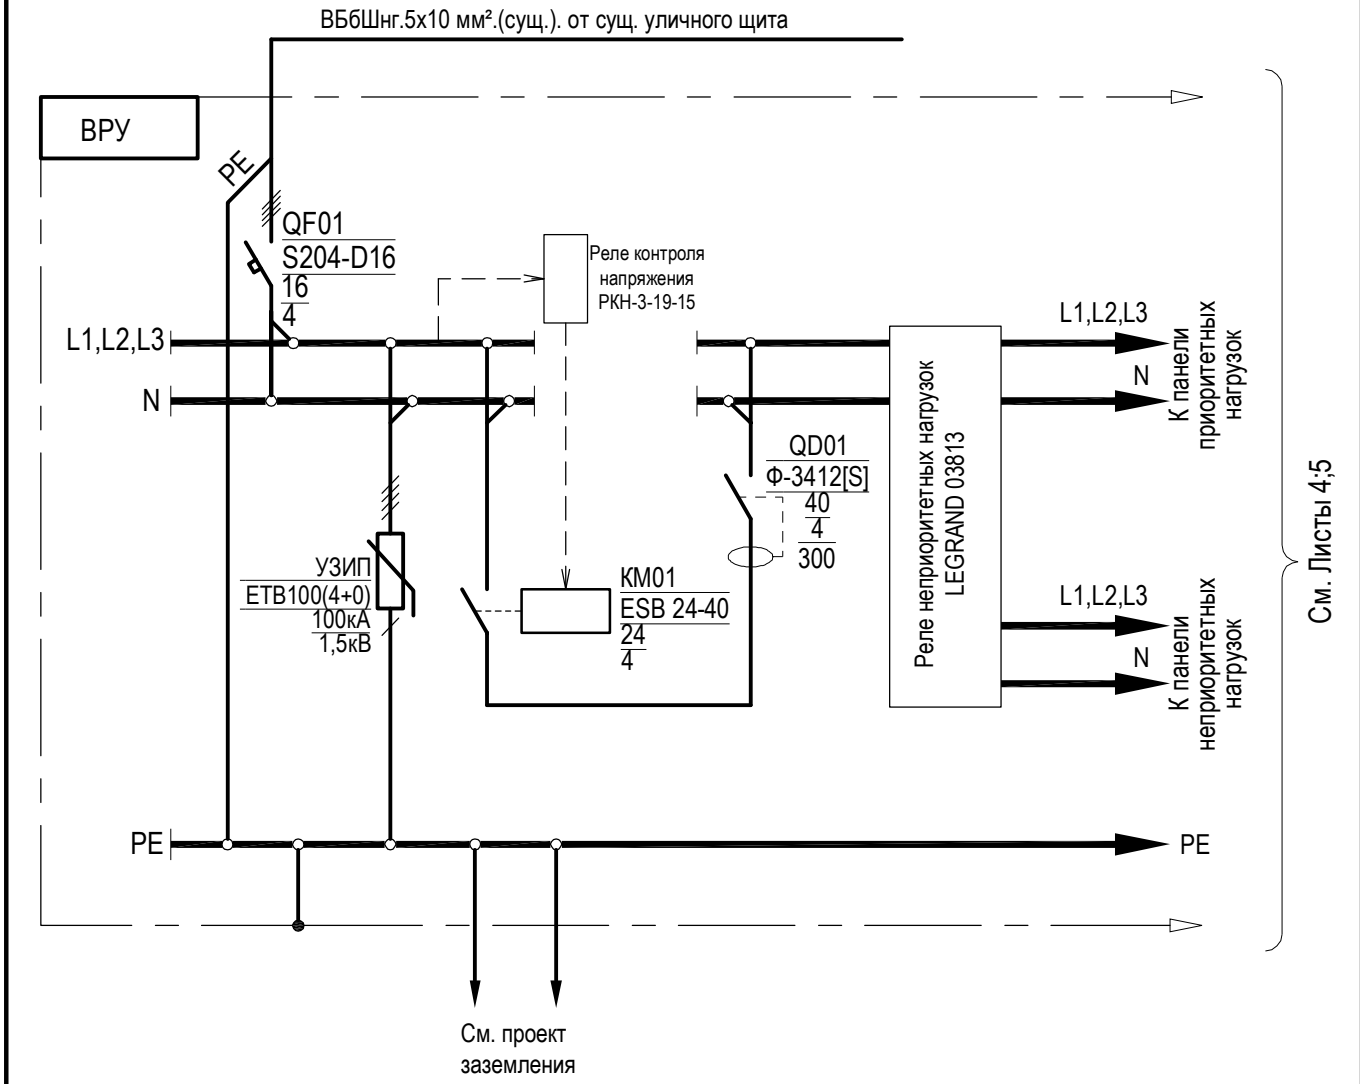 ВБбШнг.5х10 мм².(сущ.). от сущ. уличного щита
ВРУ
PE
QF01
S204-D16
16
4
Реле контроля
напряжения
РКН-3-19-15
L1,L2,L3
N
L1,L2,L3
N
К панели
приоритетных
нагрузок
QD01
Ф-3412[S]
40
4
300
Реле неприоритетных нагрузок
LEGRAND 03813
УЗИП
ETB100(4+0)
100кА
1,5кВ
КМ01
ESB 24-40
24
4
L1,L2,L3
N
К панели
неприоритетных
нагрузок
См. Листы 4;5
PE
PE
См. проект
заземления